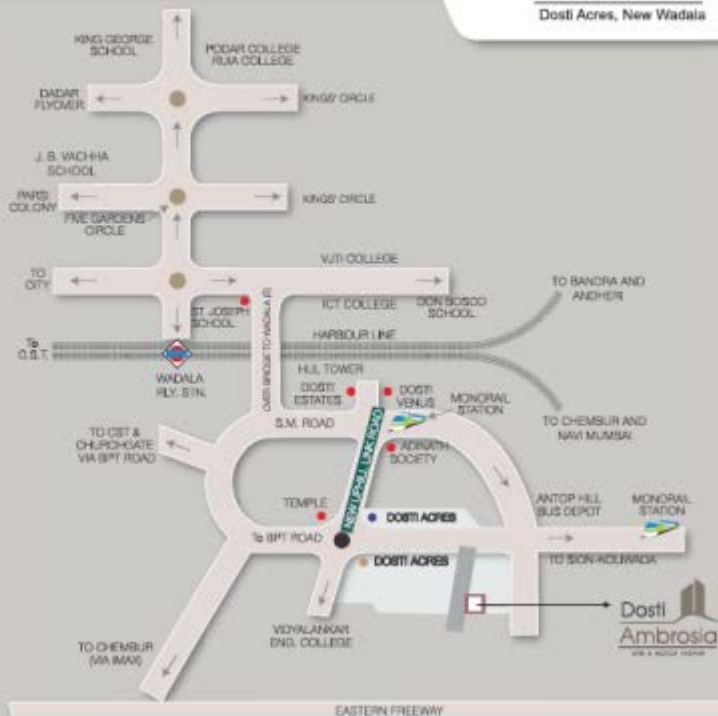 Dosti Acres, New Wadala
KING GEORGE
SCHOOL
PODAR COLLEGE
RUIA COLLEGE
DADAR
FLYOVER
KINGS' CIRCLE
J. B. VACHHA
SCHOOL
PARSI
COLONY
KINGS' CIRCLE
FIVE GARDENS
CIRCLE
VJTI COLLEGE
TO
CITY
TO BANDRA AND
ANDHERI
ST JOSEPH
SCHOOL
OVER BRIDGE TO WADALA (E)
ICT COLLEGE
DON BOSCO
SCHOOL
To
C.S.T.
HARBOUR LINE
WADALA
RLY. STN.
HUL TOWER
DOSTI
ESTATES
DOSTI
VENUS
MONORAIL
STATION
S.M. ROAD
TO CHEMBUR AND
NAVI MUMBAI
TO CST &
CHURCHGATE
VIA BPT ROAD
NEW UPHILL LINK ROAD
ADINATH
SOCIETY
TEMPLE
DOSTI ACRES
ANTOP HILL
BUS DEPOT
MONORAIL
STATION
To BPT ROAD
DOSTI ACRES
TO SION-KOLIWADA
VIDYALANKAR
ENG. COLLEGE
Dosti
Ambrosia
TO CHEMBUR
(VIA IMAX)
EASTERN FREEWAY